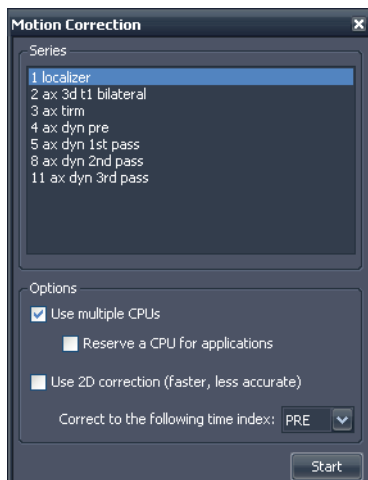 Motion Correction
Series
1 localizer
2 ax 3d t1 bilateral
3 ax tirm
4 ax dyn pre
5 ax dyn 1st pass
8 ax dyn 2nd pass
11 ax dyn 3rd pass
Options
Use multiple CPUs
Reserve a CPU for applications
Use 2D correction (faster, less accurate)
Correct to the following time index: PRE
Start